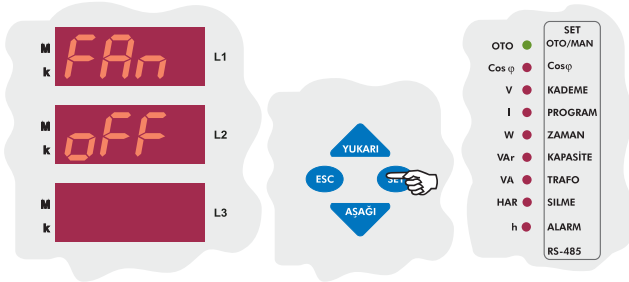 M
k
FAn
L1
M
k
oFF
L2
M
k
L3
YUKARI
ESC
SET
AŞAĞI
SET
OTO
OTO/MAN
Cos φ
Cosφ
V
KADEME
I
PROGRAM
W
ZAMAN
VAr
KAPASİTE
VA
TRAFO
HAR
SILME
h
ALARM
RS-485